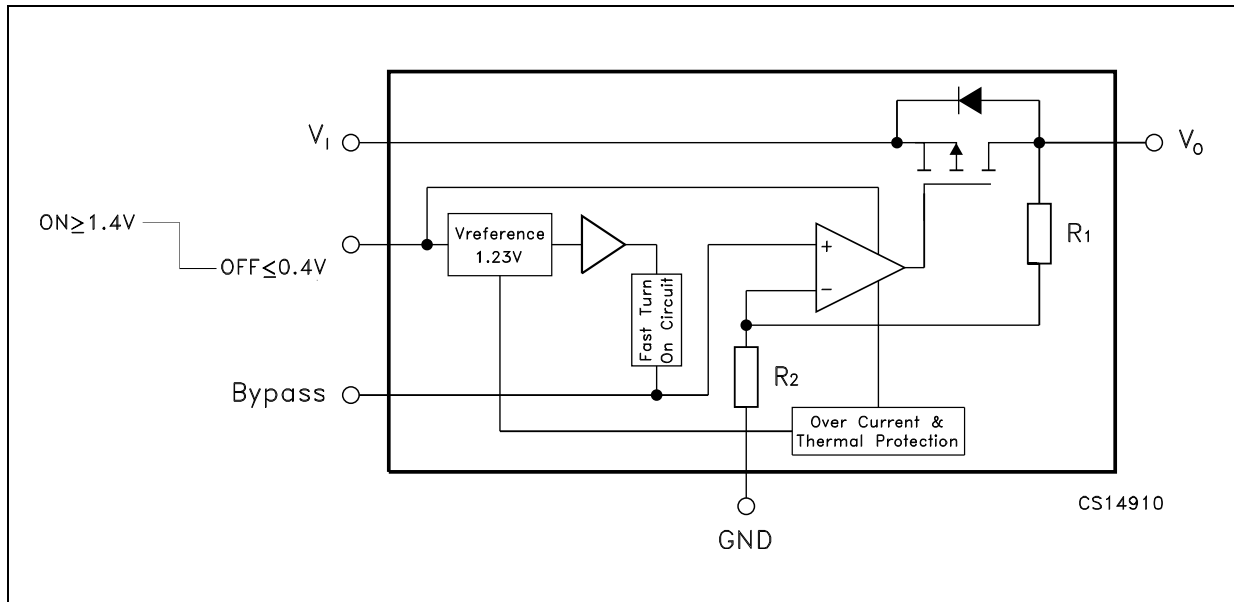 V_I
V_O
ON≥1.4V
OFF≤0.4V
Vreference
1.23V
+
−
R1
Fast Turn
On Circuit
Bypass
R2
Over Current &
Thermal Protection
GND
CS14910